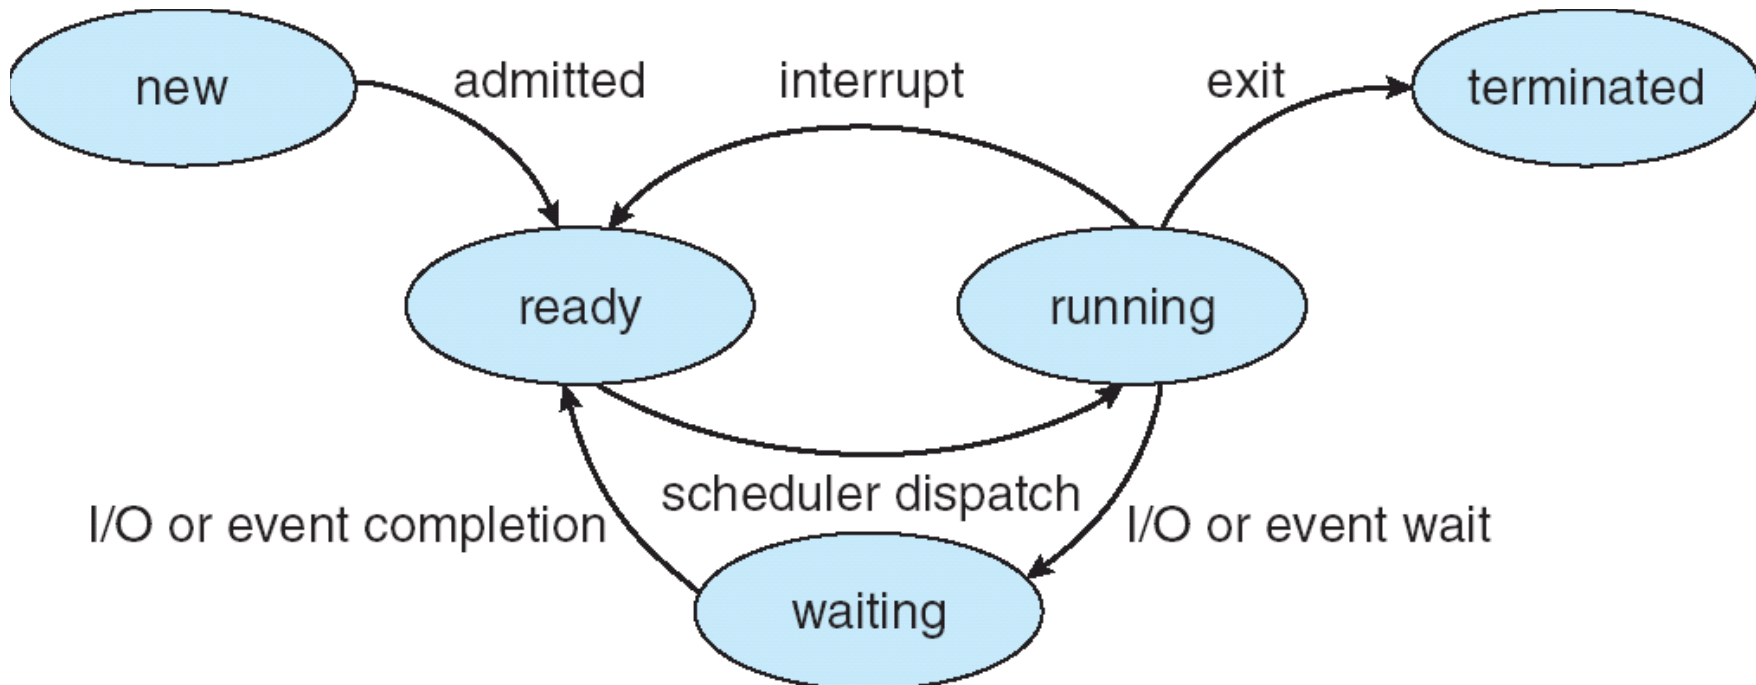 new
admitted
interrupt
exit
terminated
ready
running
scheduler dispatch
I/O or event completion
I/O or event wait
waiting